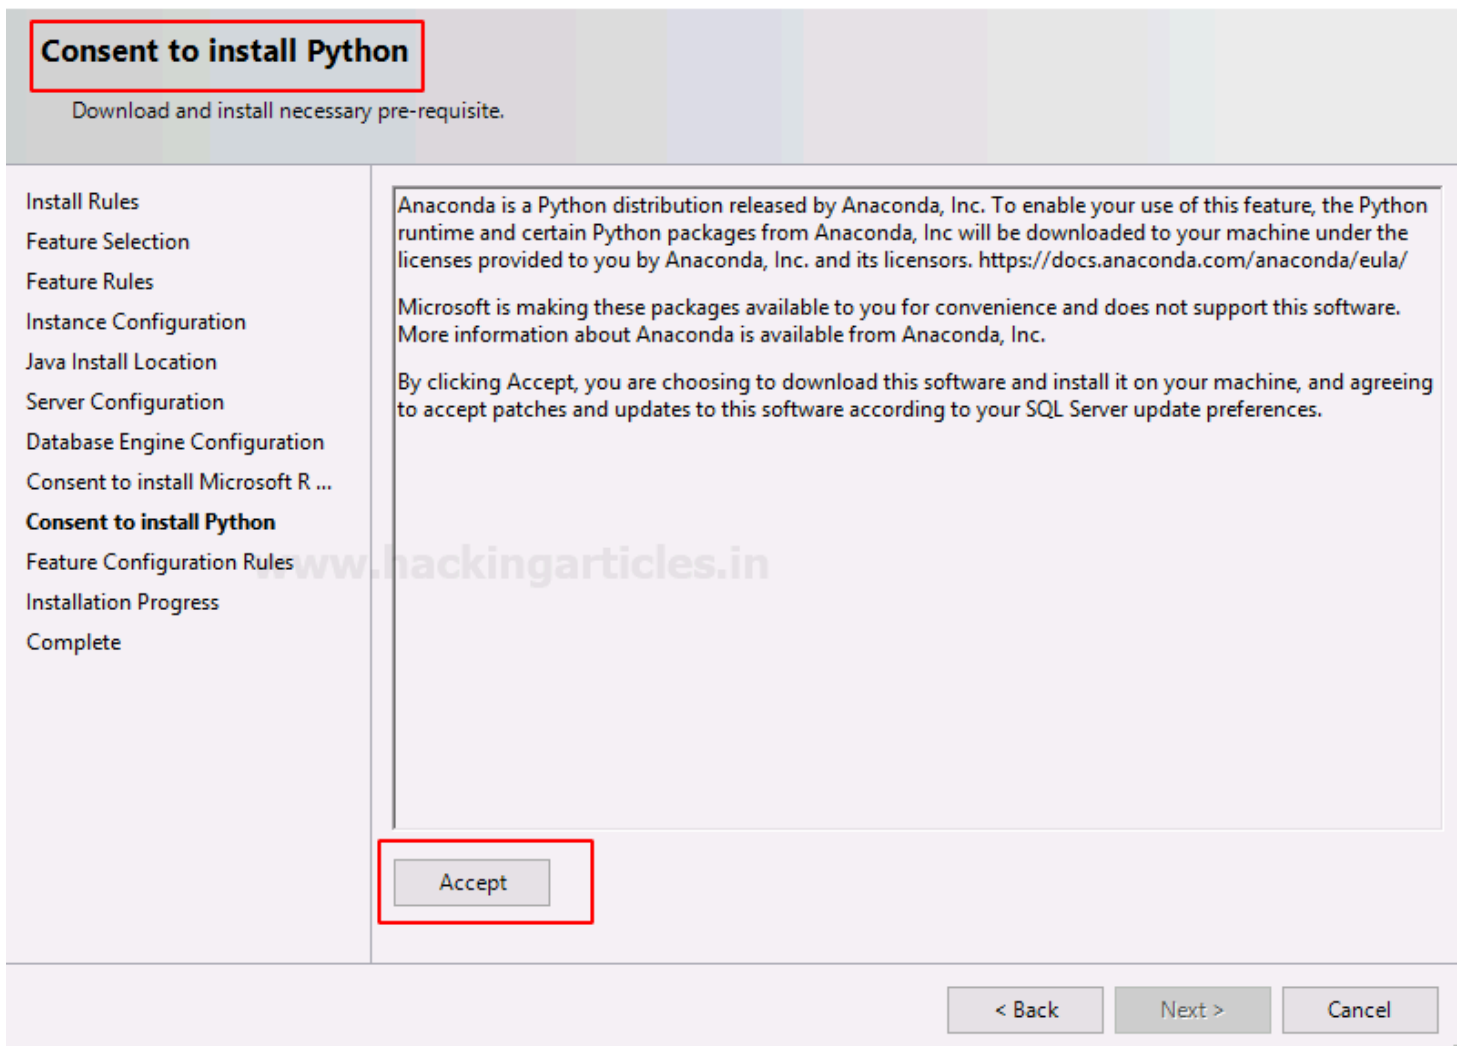 Consent to install Python
Download and install necessary pre-requisite.
Install Rules
Feature Selection
Feature Rules
Instance Configuration
Java Install Location
Server Configuration
Database Engine Configuration
Consent to install Microsoft R ...
Consent to install Python
Feature Configuration Rules
Installation Progress
Complete
Anaconda is a Python distribution released by Anaconda, Inc. To enable your use of this feature, the Python
runtime and certain Python packages from Anaconda, Inc will be downloaded to your machine under the
licenses provided to you by Anaconda, Inc. and its licensors. https://docs.anaconda.com/anaconda/eula/
Microsoft is making these packages available to you for convenience and does not support this software.
More information about Anaconda is available from Anaconda, Inc.
By clicking Accept, you are choosing to download this software and install it on your machine, and agreeing
to accept patches and updates to this software according to your SQL Server update preferences.
www.hackingarticles.in
Accept
< Back
Next >
Cancel